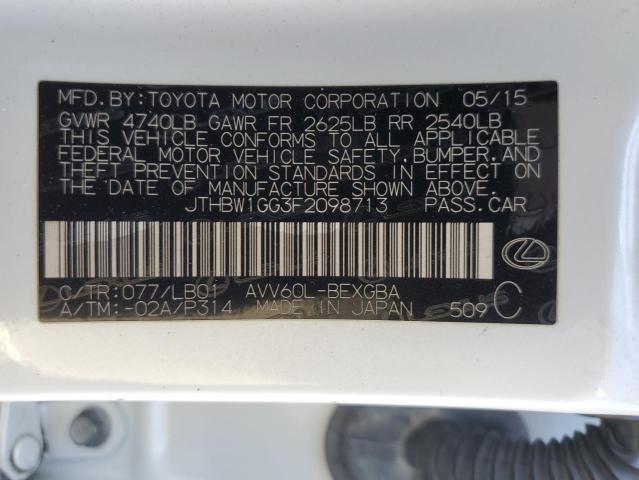 MFD.BY:TOYOTA MOTOR CORPORATION 05/15
GVWR 4740LB GAWR FR 2625LB RR 2540LB
THIS VEHICLE CONFORMS TO ALL APPLICABLE
FEDERAL MOTOR VEHICLE SAFETY,BUMPER,AND
THEFT PREVENTION STANDARDS IN EFFECT ON
THE DATE OF MANUFACTURE SHOWN ABOVE.
JTHBW1GG3F2098713 PASS.CAR
C/TR:077/LB01 AVV60L-BEXGBA
A/TM:-02A/P314 MADE IN JAPAN 509 C